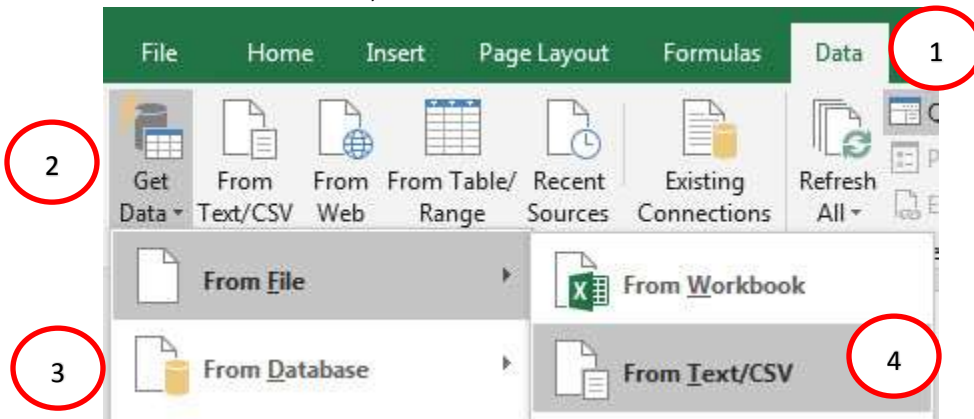 File Home Insert Page Layout Formulas Data 1
2
Get Data From Text/CSV From Web From Table/ Range Recent Sources Existing Connections Refresh All
From File From Workbook
3 From Database From Text/CSV 4